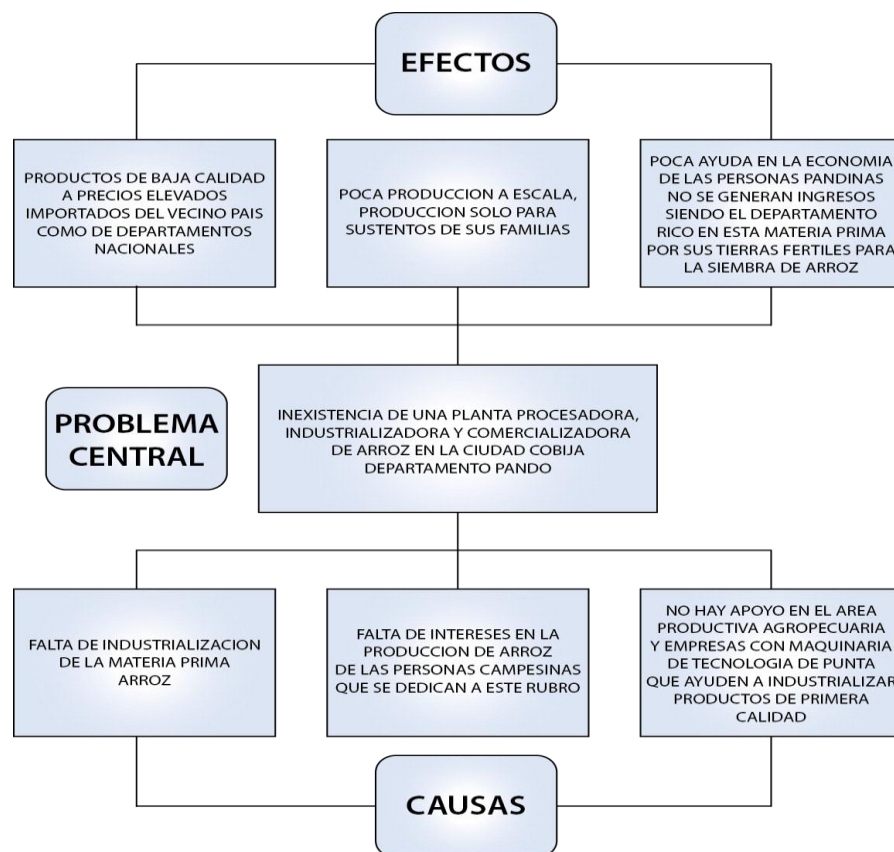 EFECTOS
PRODUCTOS DE BAJA CALIDAD
A PRECIOS ELEVADOS
IMPORTADOS DEL VECINO PAIS
COMO DE DEPARTAMENTOS
NACIONALES
POCA PRODUCCION A ESCALA,
PRODUCCION SOLO PARA
SUSTENTOS DE SUS FAMILIAS
POCA AYUDA EN LA ECONOMIA
DE LAS PERSONAS PANDINAS
NO SE GENERAN INGRESOS
SIENDO EL DEPARTAMENTO
RICO EN ESTA MATERIA PRIMA
POR SUS TIERRAS FERTILES PARA
LA SIEMBRA DE ARROZ
PROBLEMA
CENTRAL
INEXISTENCIA DE UNA PLANTA PROCESADORA,
INDUSTRIALIZADORA Y COMERCIALIZADORA
DE ARROZ EN LA CIUDAD COBIJA
DEPARTAMENTO PANDO
FALTA DE INDUSTRIALIZACION
DE LA MATERIA PRIMA
ARROZ
FALTA DE INTERESES EN LA
PRODUCCION DE ARROZ
DE LAS PERSONAS CAMPESINAS
QUE SE DEDICAN A ESTE RUBRO
NO HAY APOYO EN EL AREA
PRODUCTIVA AGROPECUARIA
Y EMPRESAS CON MAQUINARIA
DE TECNOLOGIA DE PUNTA
QUE AYUDEN A INDUSTRIALIZAR
PRODUCTOS DE PRIMERA
CALIDAD
CAUSAS